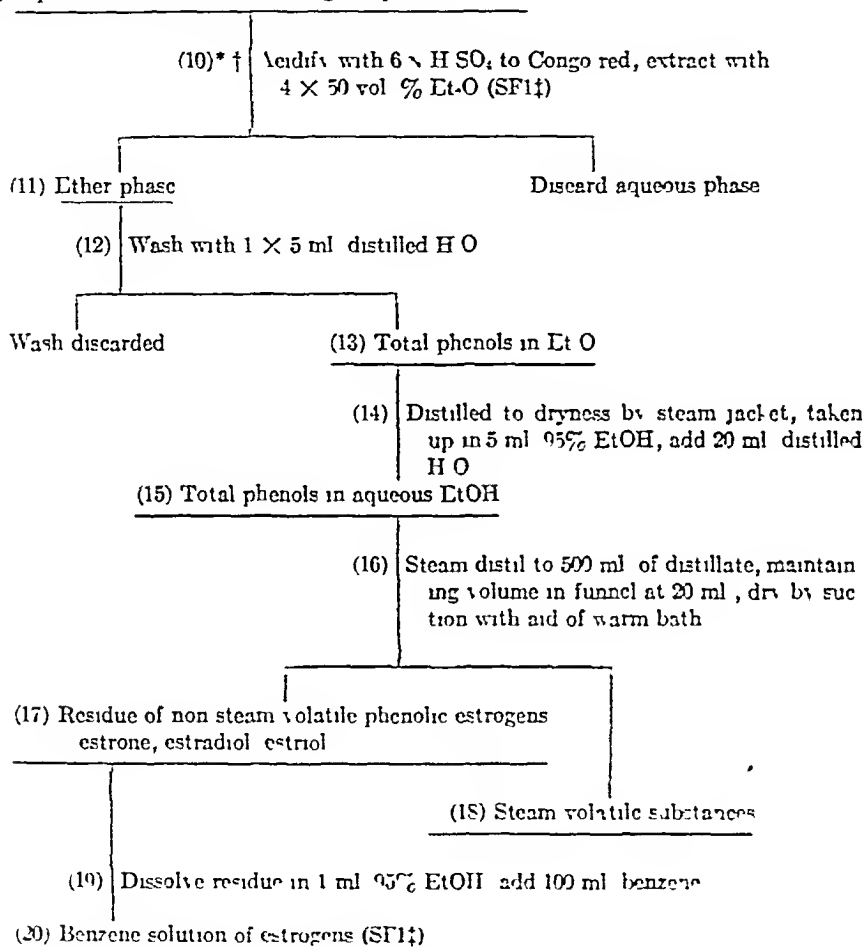 (10)* † Acidify with 6 N H SO₄ to Congo red, extract with
4 × 50 vol % Et-O (SF1‡)
(11) Ether phase
Discard aqueous phase
(12) Wash with 1 × 5 ml distilled H O
Wash discarded
(13) Total phenols in Et O
(14) Distilled to dryness by steam jacket, taken
up in 5 ml 95% EtOH, add 20 ml distilled
H O
(15) Total phenols in aqueous EtOH
(16) Steam distil to 500 ml of distillate, maintain
ing volume in funnel at 20 ml , dry by suc
tion with aid of warm bath
(17) Residue of non steam volatile phenolic estrogens
estrone, estradiol estriol
(18) Steam volatile substances
(19) Dissolve residue in 1 ml 95% EtOH add 100 ml benzene
(20) Benzene solution of estrogens (SF1‡)